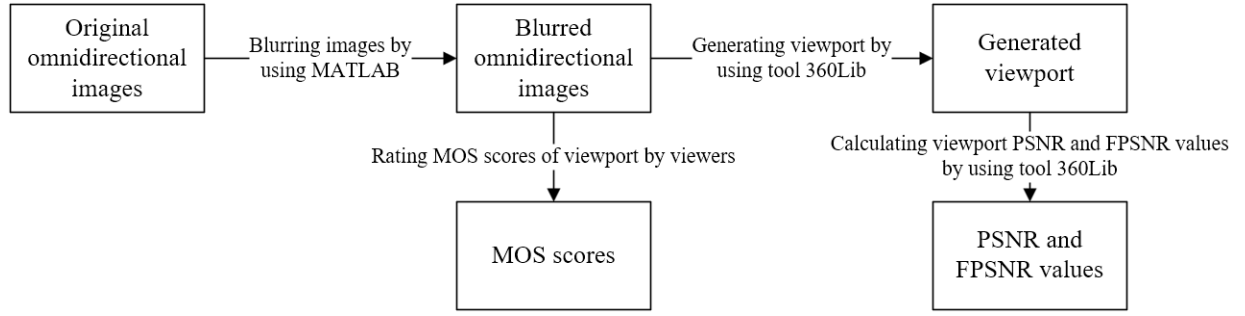 Original
omnidirectional
images
Blurring images by
using MATLAB
Blurred
omnidirectional
images
Generating viewport by
using tool 360Lib
Generated
viewport
Rating MOS scores of viewport by viewers
Calculating viewport PSNR and FPSNR values
by using tool 360Lib
MOS scores
PSNR and
FPSNR values